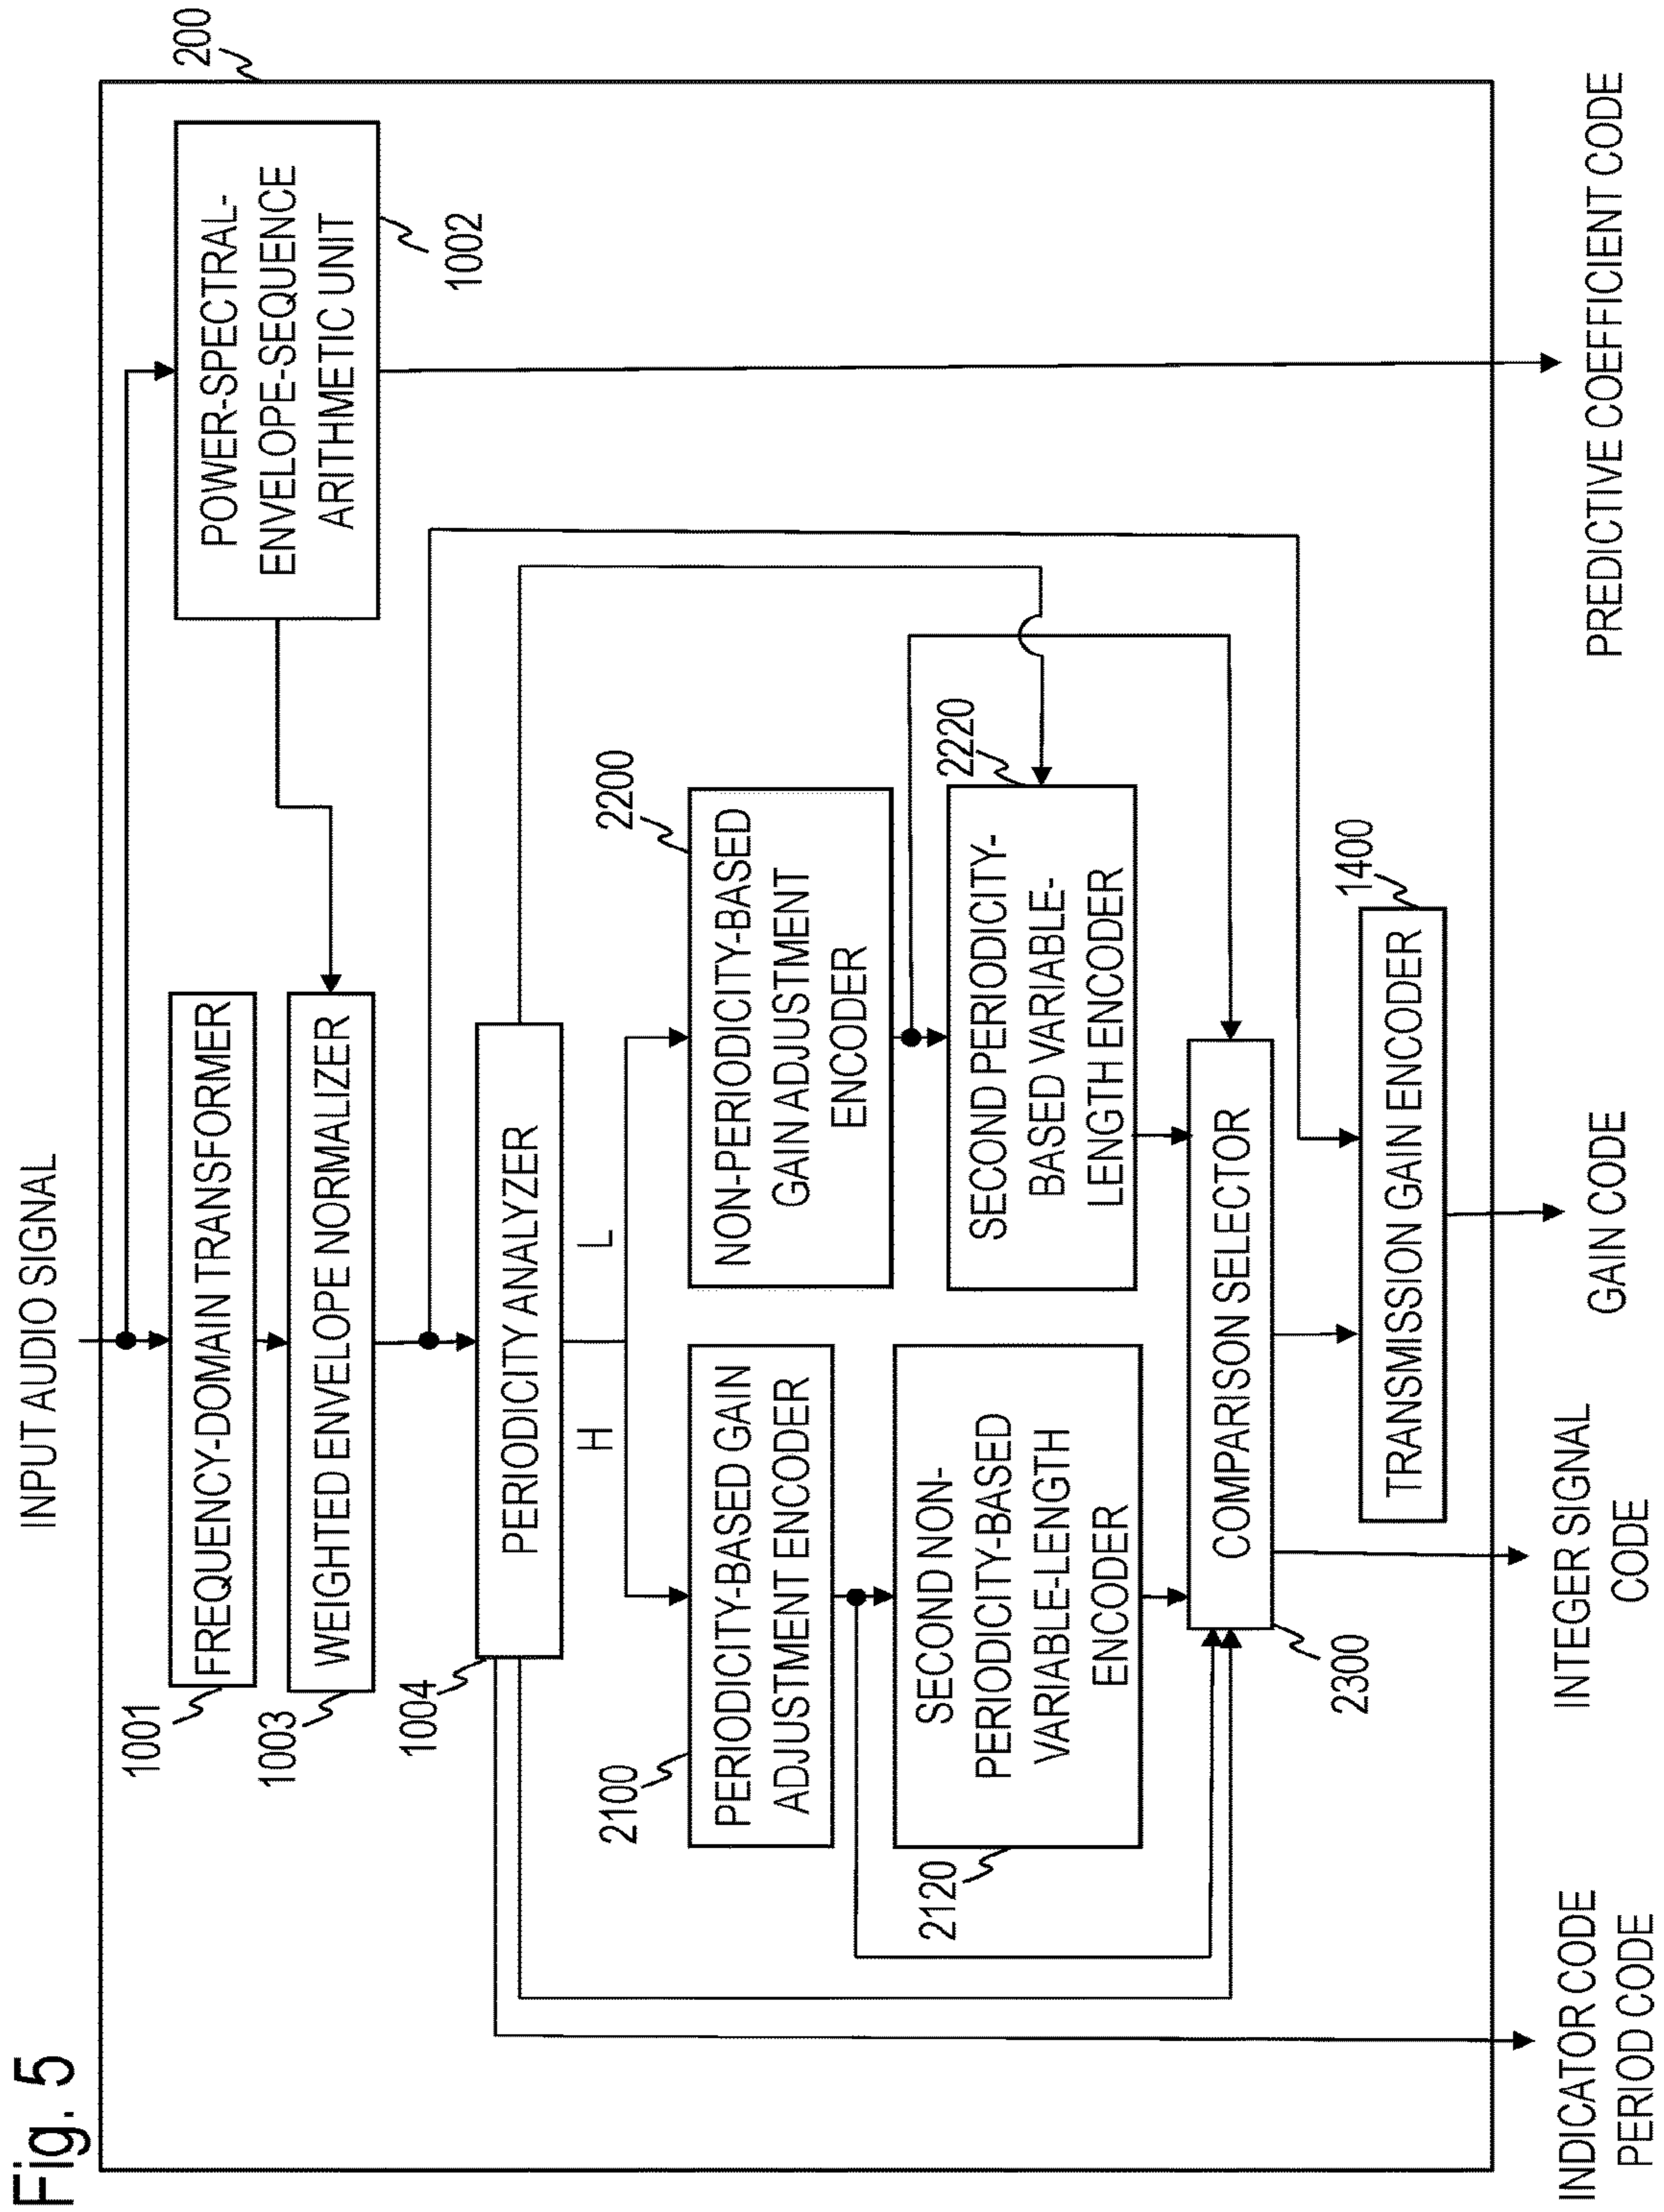 Fig. 5
INPUT AUDIO SIGNAL
200
1001
FREQUENCY-DOMAIN TRANSFORMER
POWER-SPECTRAL-
ENVELOPE-SEQUENCE
ARITHMETIC UNIT
1002
1003
WEIGHTED ENVELOPE NORMALIZER
1004
PERIODICITY ANALYZER
H
L
2100
PERIODICITY-BASED GAIN
ADJUSTMENT ENCODER
2200
NON-PERIODICITY-BASED
GAIN ADJUSTMENT
ENCODER
2120
SECOND NON-
PERIODICITY-BASED
VARIABLE-LENGTH
ENCODER
2220
SECOND PERIODICITY-
BASED VARIABLE-
LENGTH ENCODER
2300
COMPARISON SELECTOR
1400
TRANSMISSION GAIN ENCODER
INDICATOR CODE
PERIOD CODE
INTEGER SIGNAL
CODE
GAIN CODE
PREDICTIVE COEFFICIENT CODE